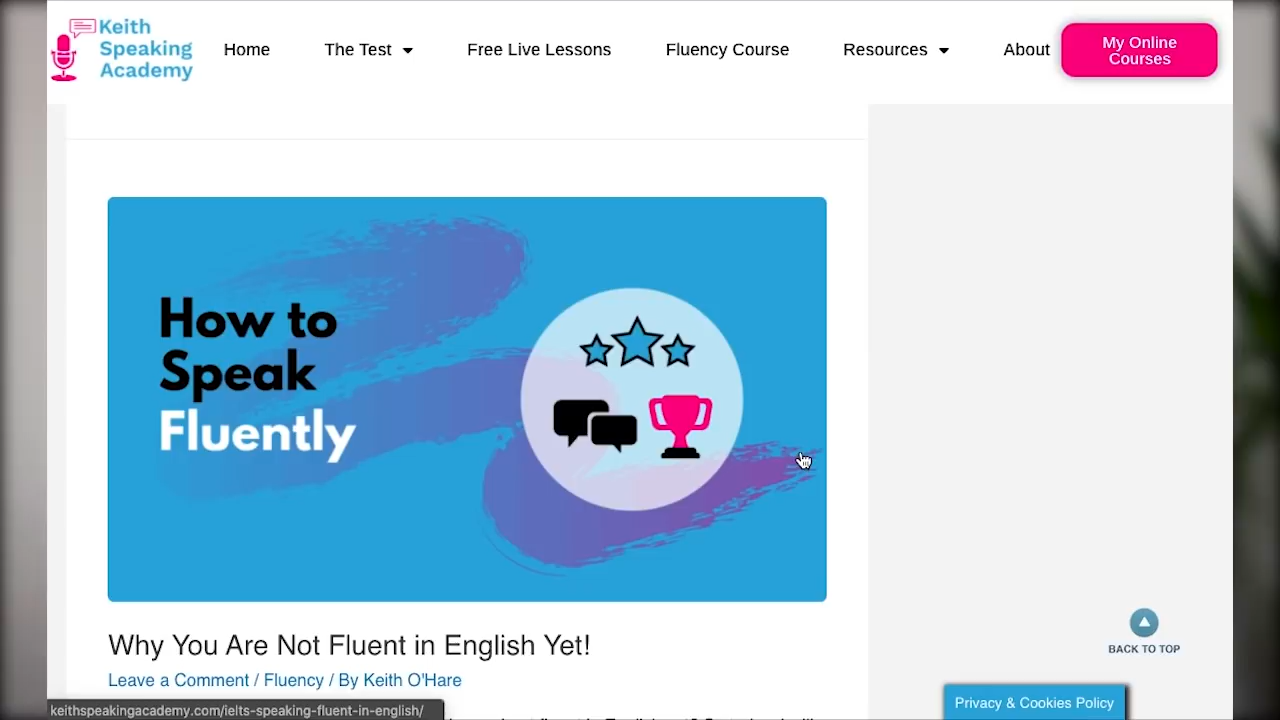 Keith
Speaking
Academy
Home
The Test
Free Live Lessons
Fluency Course
Resources
About
My Online
Courses
How to
Speak
Fluently
Why You Are Not Fluent in English Yet!
Leave a Comment / Fluency / By Keith O'Hare
BACK TO TOP
Privacy & Cookies Policy
keithspeakingacademy.com/ielts-speaking-fluent-in-english/